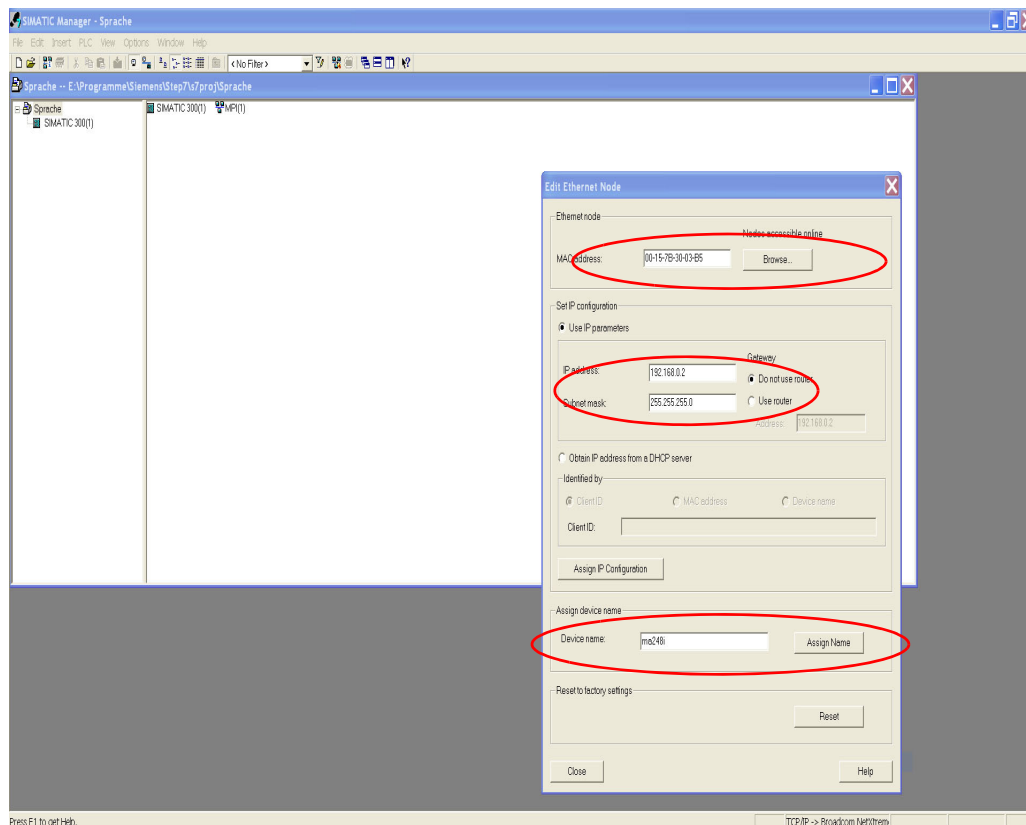 SIMATIC Manager - Sprache
File Edit Insert PLC View Options Window Help
< No Filter >
Sprache -- E:\Programme\Siemens\Step7\s7proj\Sprache
Sprache
SIMATIC 300(1)
SIMATIC 300(1) MPI(1)
Edit Ethernet Node
Ethernet node
Nodes accessible online
MAC address: 00-15-7B-30-03-B5 Browse...
Set IP configuration
Use IP parameters
Gateway
IP address: 192.168.0.2
Do not use router
Subnet mask: 255.255.255.0
Use router
Address: 192.168.0.2
Obtain IP address from a DHCP server
Identified by
Client ID MAC address Device name
Client ID:
Assign IP Configuration
Assign device name
Device name: ma248i Assign Name
Reset to factory settings
Reset
Close Help
Press F1 to get Help.
TCP/IP -> Broadcom NetXtrem